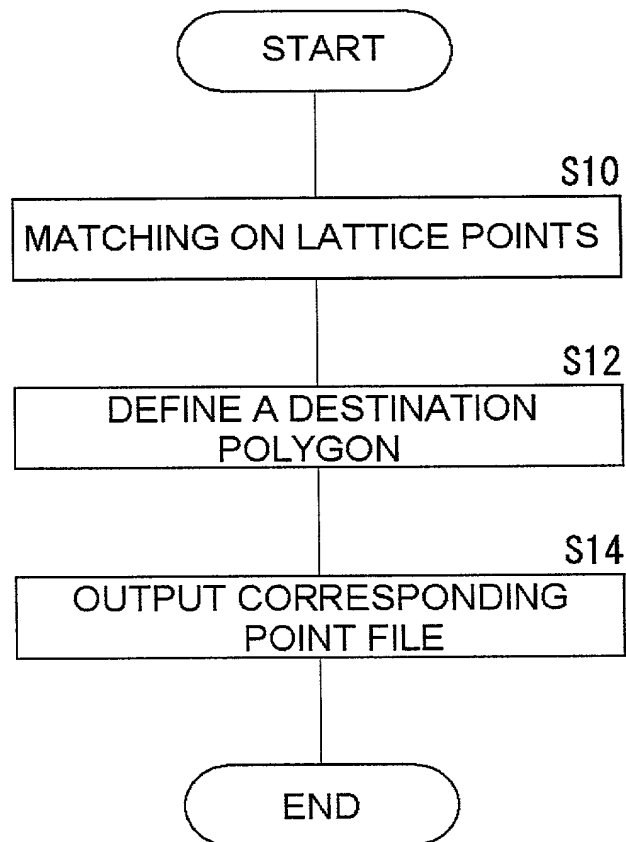 START
S10
MATCHING ON LATTICE POINTS
S12
DEFINE A DESTINATION
POLYGON
S14
OUTPUT CORRESPONDING
POINT FILE
END